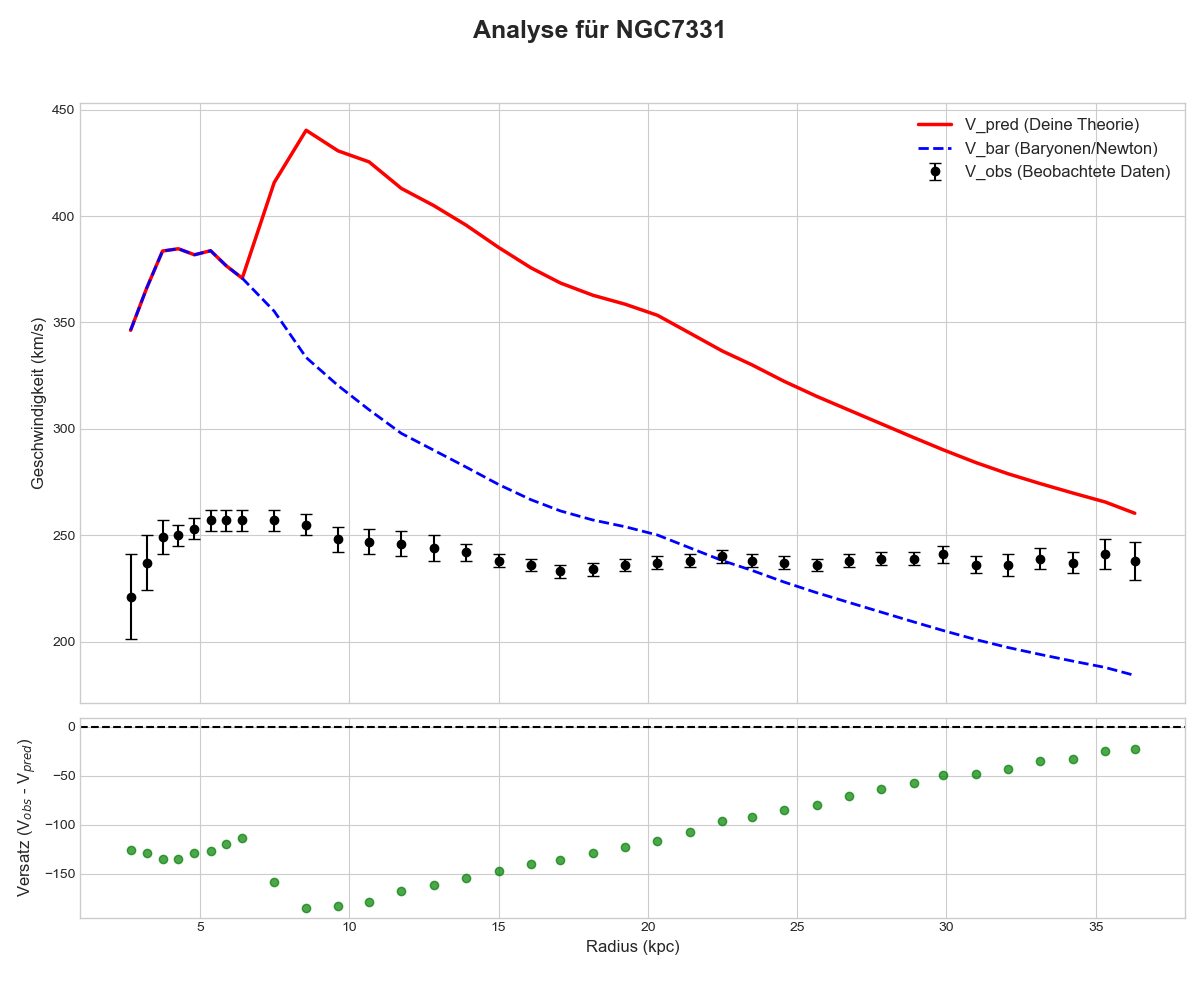 Analyse für NGC7331
450
400
350
300
250
200
Geschwindigkeit (km/s)
V_pred (Deine Theorie)
V_bar (Baryonen/Newton)
V_obs (Beobachtete Daten)
0
−50
−100
−150
Versatz (V_obs - V_pred)
5 10 15 20 25 30 35
Radius (kpc)